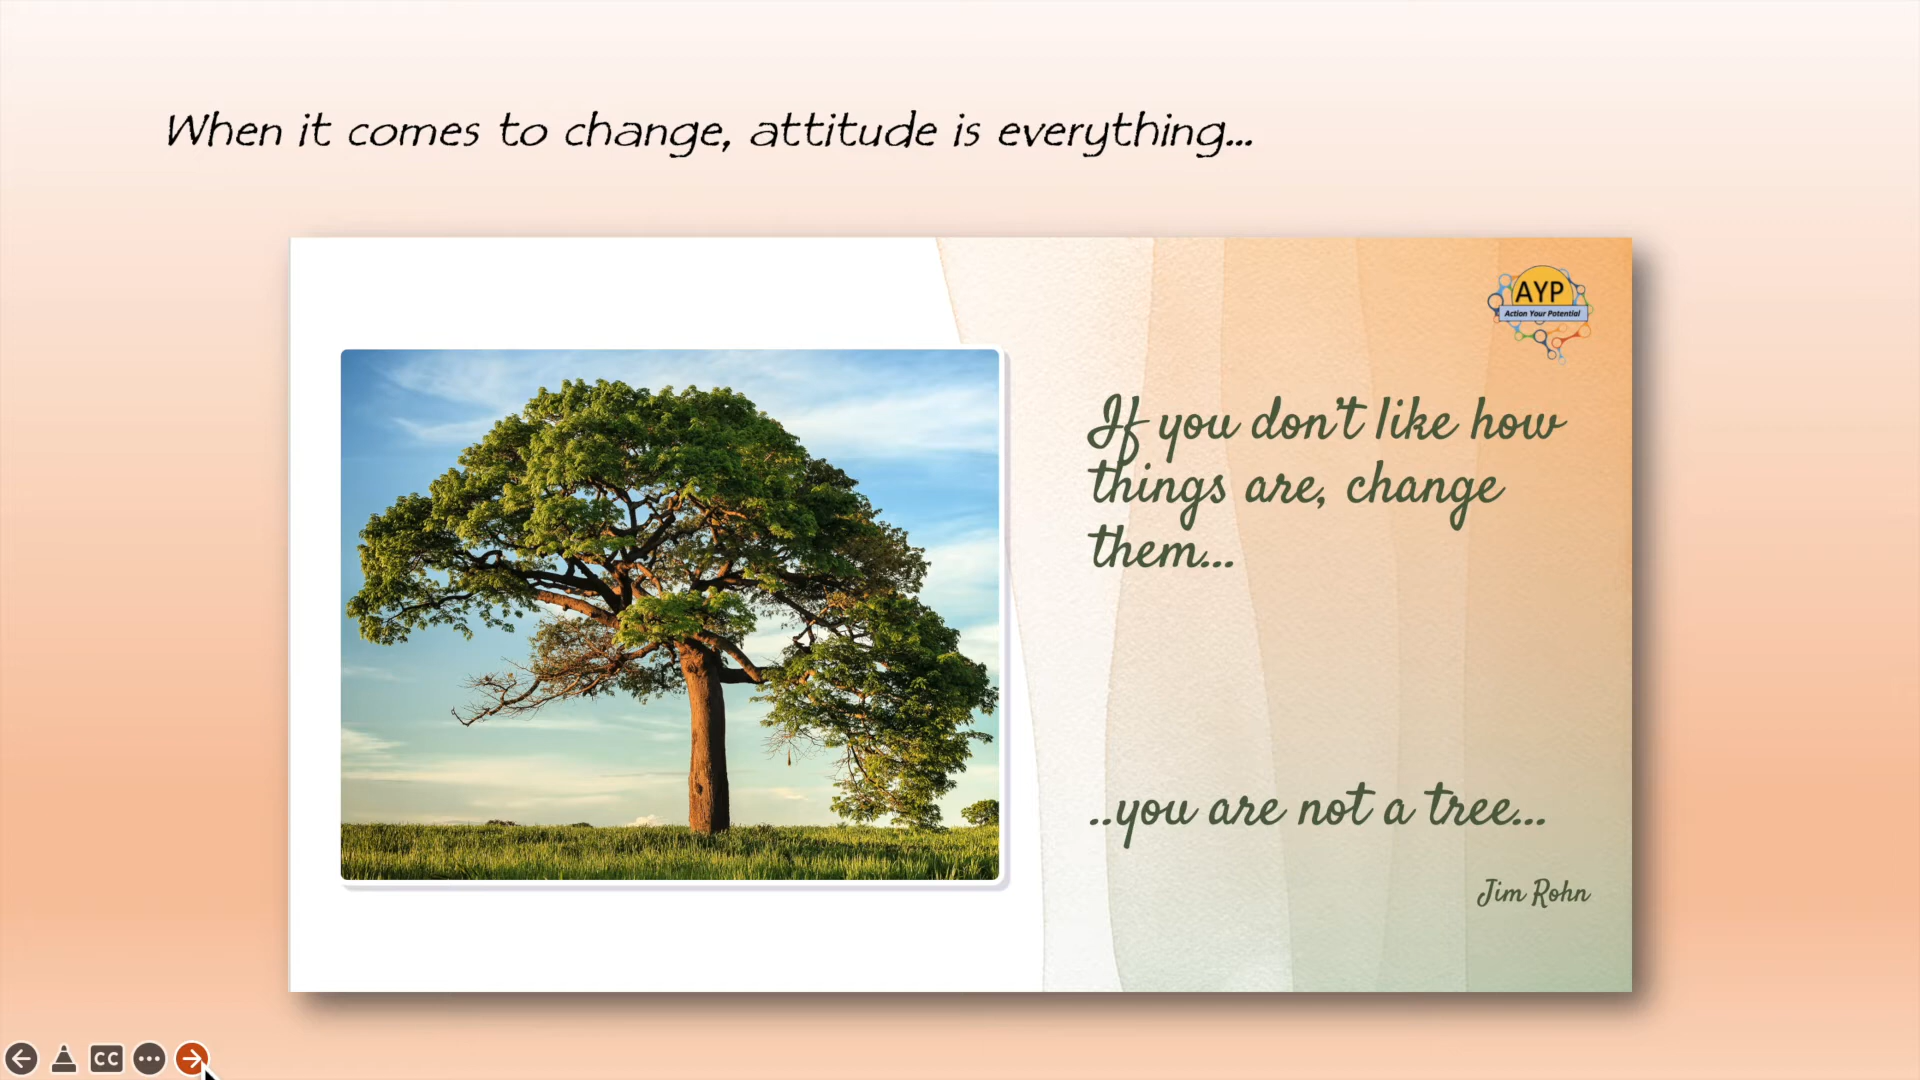 When it comes to change, attitude is everything...
AYP
Action Your Potential
If you don't like how
things are, change
them...
..you are not a tree...
Jim Rohn
CC